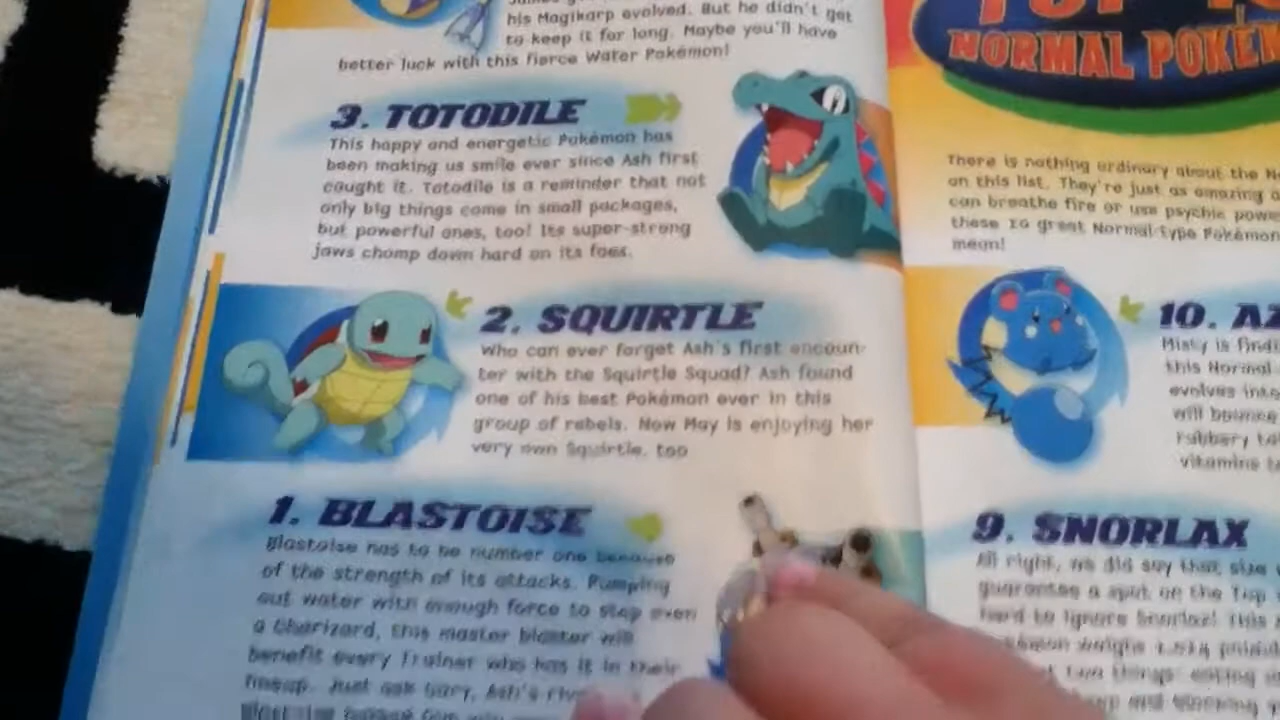 his Magikarp evolved. But he didn't get
to keep it for long. Maybe you'll have
better luck with this fierce Water Pokémon!
3. TOTODILE
This happy and energetic Pokémon has
been making us smile ever since Ash first
caught it. Totodile is a reminder that not
only big things come in small packages,
but powerful ones, too! Its super-strong
jaws chomp down hard on its foes.
2. SQUIRTLE
Who can ever forget Ash's first encoun-
ter with the Squirtle Squad? Ash found
one of his best Pokémon ever in this
group of rebels. Now May is enjoying her
very own Squirtle, too
1. BLASTOISE
Blastoise has to be number one because
of the strength of its attacks. Pumping
out water with enough force to stop even
a Charizard, this master blaster will
benefit every Trainer who has it in their
lineup. Just ask Gary, Ash's
NORMAL POKÉM
There is nothing ordinary about the
on this list. They're just as amazing
can breathe fire or use psychic
these 10 great Normal-type Pokémon
mean!
10. AZ
Misty is
this Normal
evolves
will bounce
rubbery
vitamins
9. SNORLAX
All right, we did say that size
guarantee a spot on the Top
hard to ignore Snorlax! This
two things: eating